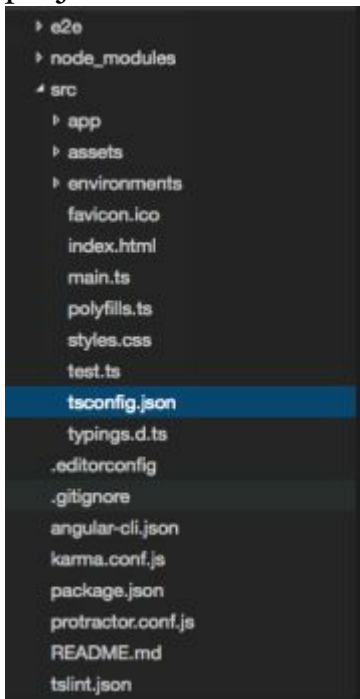 e2e
node_modules
src
app
assets
environments
favicon.ico
index.html
main.ts
polyfills.ts
styles.css
test.ts
tsconfig.json
typings.d.ts
.editorconfig
.gitignore
angular-cli.json
karma.conf.js
package.json
protractor.conf.js
README.md
tslint.json